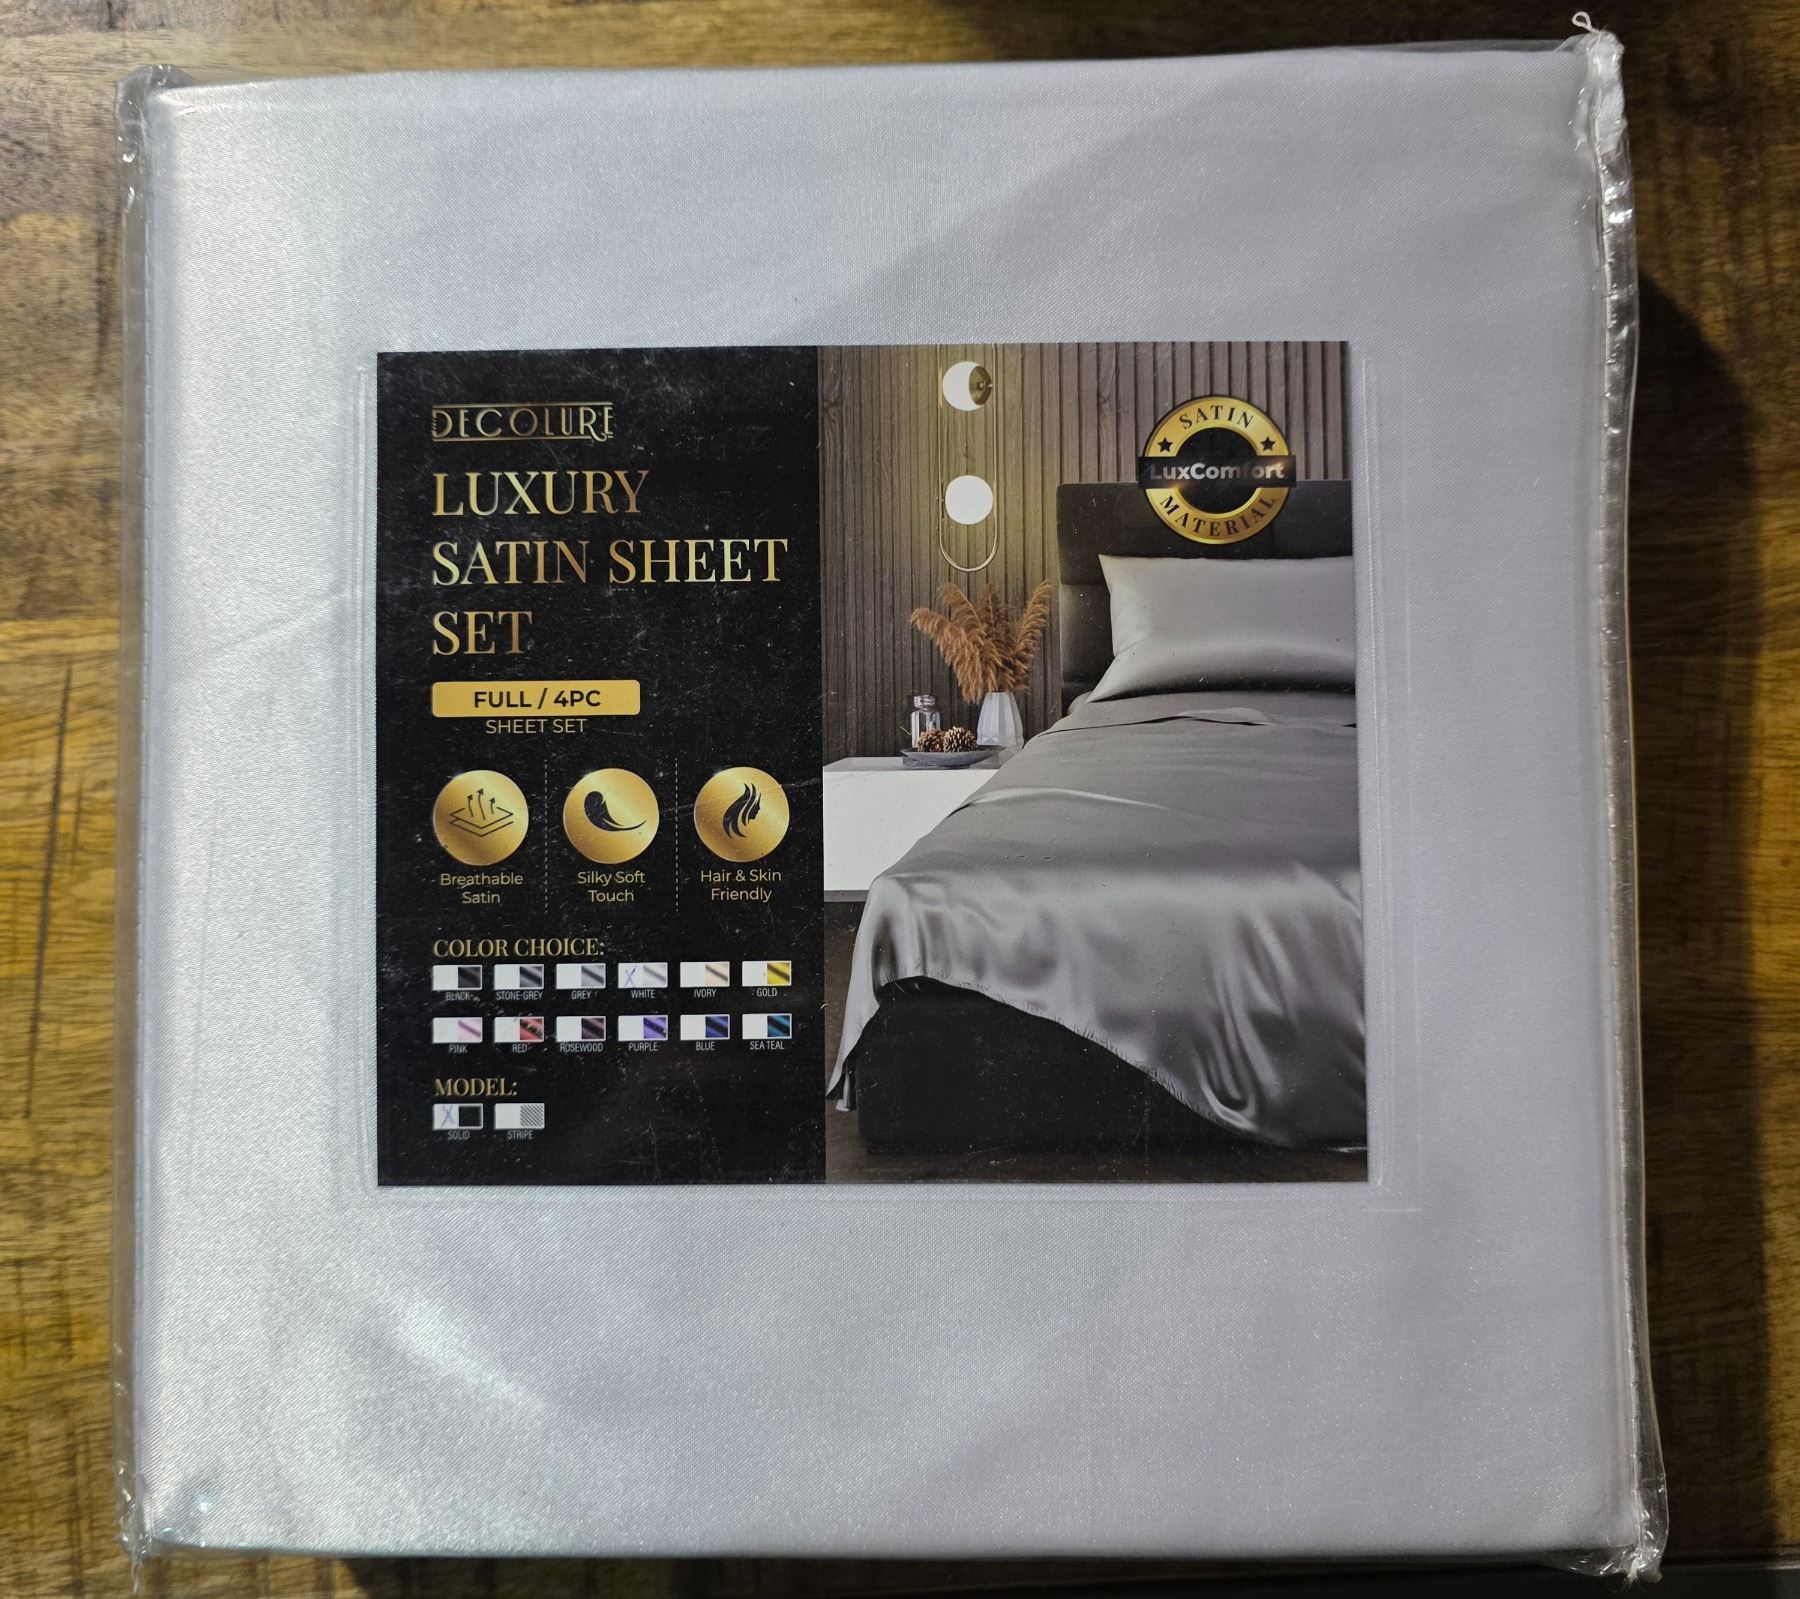 DECOLURE
LUXURY
SATIN SHEET
SET
FULL / 4PC
SHEET SET
Breathable
Satin
Silky Soft
Touch
Hair & Skin
Friendly
COLOR CHOICE:
BLACK STONE-GREY GREY WHITE IVORY GOLD
PINK RED ROSEWOOD PURPLE BLUE SEA TEAL
MODEL:
SOLID STRIPE
SATIN
LuxComfort
MATERIAL